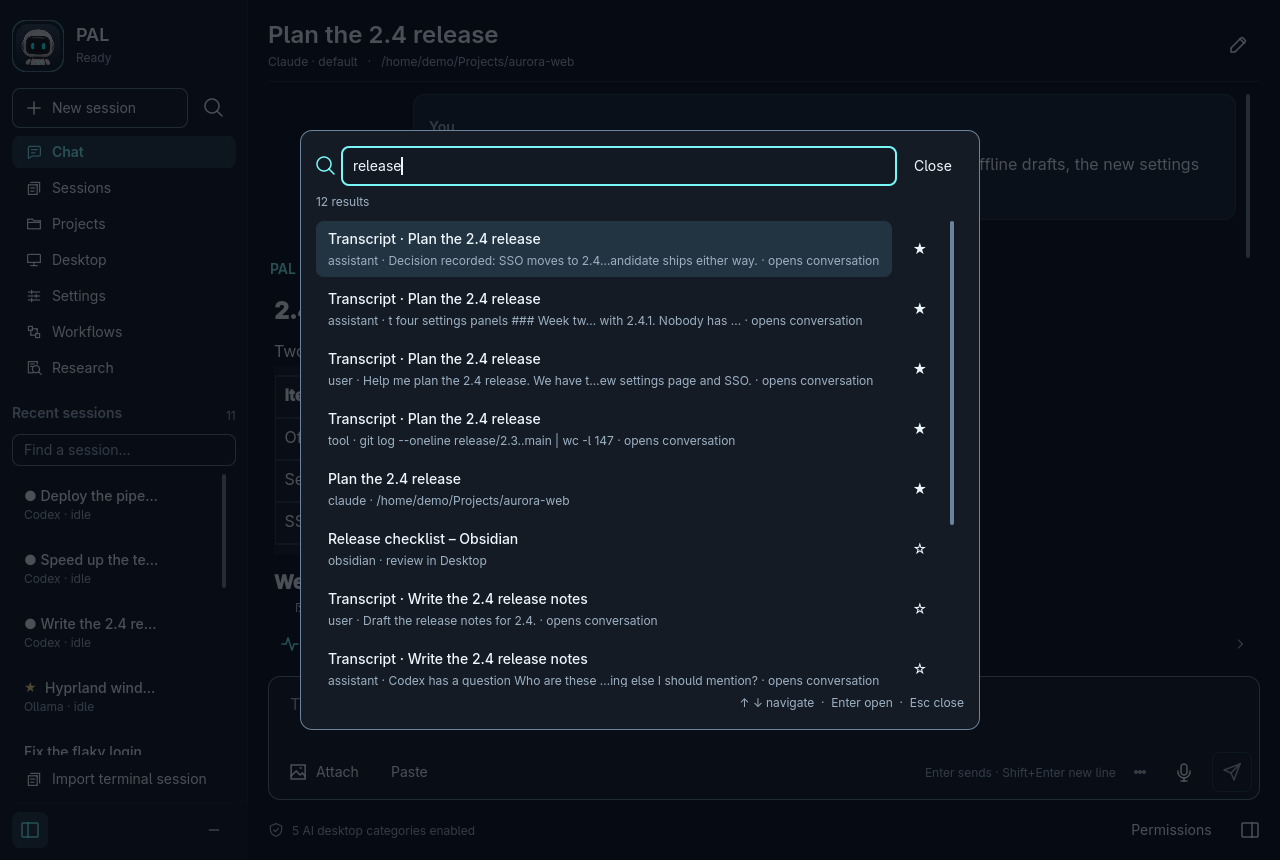 PAL
Ready
New session
Chat
Sessions
Projects
Desktop
Settings
Workflows
Research
Recent sessions 11
Find a session...
Deploy the pipe...
Codex · idle
Speed up the te...
Codex · idle
Write the 2.4 re...
Codex · idle
★ Hyprland wind...
Ollama · idle
Fix the flaky login
Import terminal session
Plan the 2.4 release
Claude · default · /home/demo/Projects/aurora-web
You
ffline drafts, the new settings
PAL
release
Close
12 results
Transcript · Plan the 2.4 release
assistant · Decision recorded: SSO moves to 2.4...andidate ships either way. · opens conversation
Transcript · Plan the 2.4 release
assistant · t four settings panels ### Week tw... with 2.4.1. Nobody has ... · opens conversation
Transcript · Plan the 2.4 release
user · Help me plan the 2.4 release. We have t...ew settings page and SSO. · opens conversation
Transcript · Plan the 2.4 release
tool · git log --oneline release/2.3..main | wc -l 147 · opens conversation
Plan the 2.4 release
claude · /home/demo/Projects/aurora-web
Release checklist – Obsidian
obsidian · review in Desktop
Transcript · Write the 2.4 release notes
user · Draft the release notes for 2.4. · opens conversation
Transcript · Write the 2.4 release notes
assistant · Codex has a question Who are these ...ing else I should mention? · opens conversation
↑ ↓ navigate · Enter open · Esc close
Attach
Paste
Enter sends · Shift+Enter new line
5 AI desktop categories enabled
Permissions